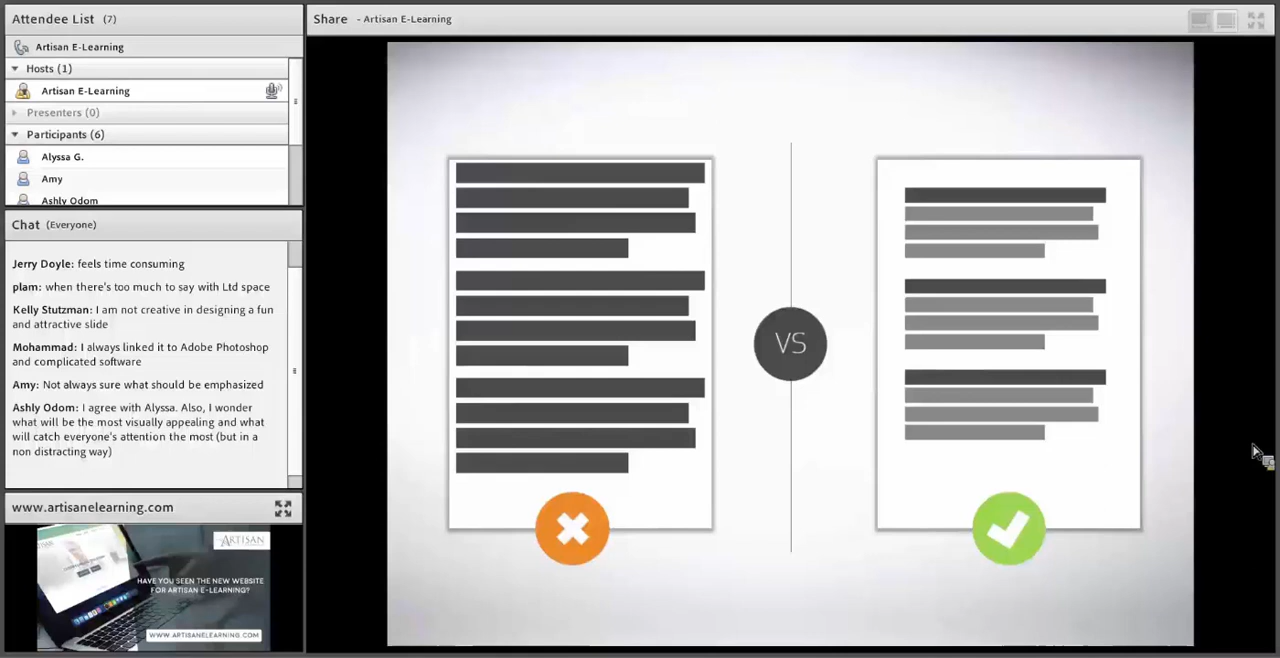 Attendee List (7)
Artisan E-Learning
Hosts (1)
Artisan E-Learning
Presenters (0)
Participants (6)
Alyssa G.
Amy
Ashly Odom
Chat (Everyone)
Jerry Doyle: feels time consuming
plam: when there's too much to say with Ltd space
Kelly Stutzman: I am not creative in designing a fun
and attractive slide
Mohammad: I always linked it to Adobe Photoshop
and complicated software
Amy: Not always sure what should be emphasized
Ashly Odom: I agree with Alyssa. Also, I wonder
what will be the most visually appealing and what
will catch everyone's attention the most (but in a
non distracting way)
www.artisanelearning.com
ARTISAN
HAVE YOU SEEN THE NEW WEBSITE
FOR ARTISAN E-LEARNING?
WWW.ARTISANELEARNING.COM
Share - Artisan E-Learning
VS